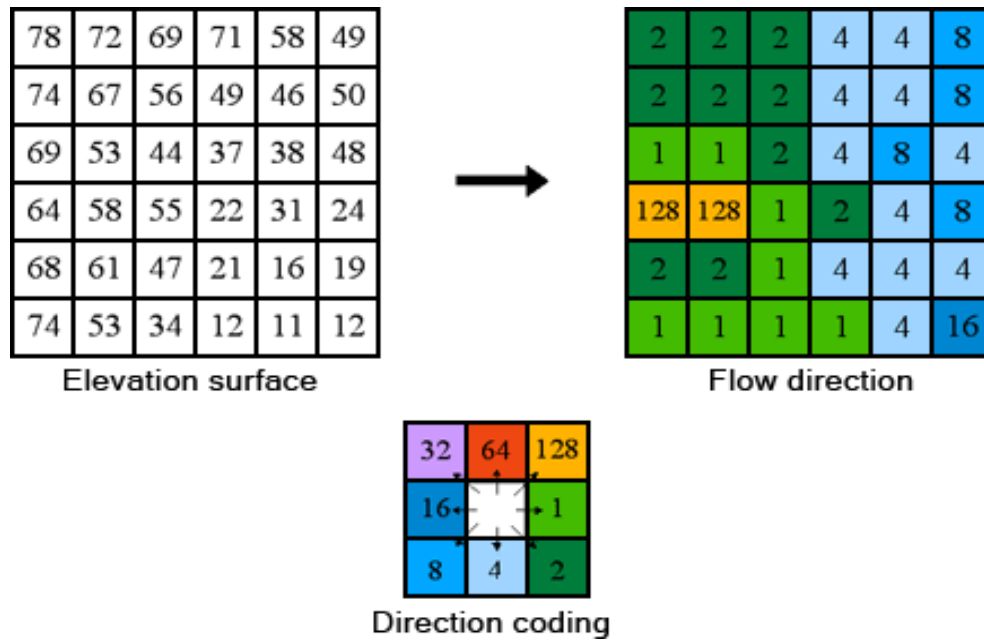 78 72 69 71 58 49 2 2 2 4 4 8
74 67 56 49 46 50 2 2 2 4 4 8
69 53 44 37 38 48 1 1 2 4 8 4
64 58 55 22 31 24 128 128 1 2 4 8
68 61 47 21 16 19 2 2 1 4 4 4
74 53 34 12 11 12 1 1 1 1 4 16
Elevation surface Flow direction
32 64 128
16 1
8 4 2
Direction coding